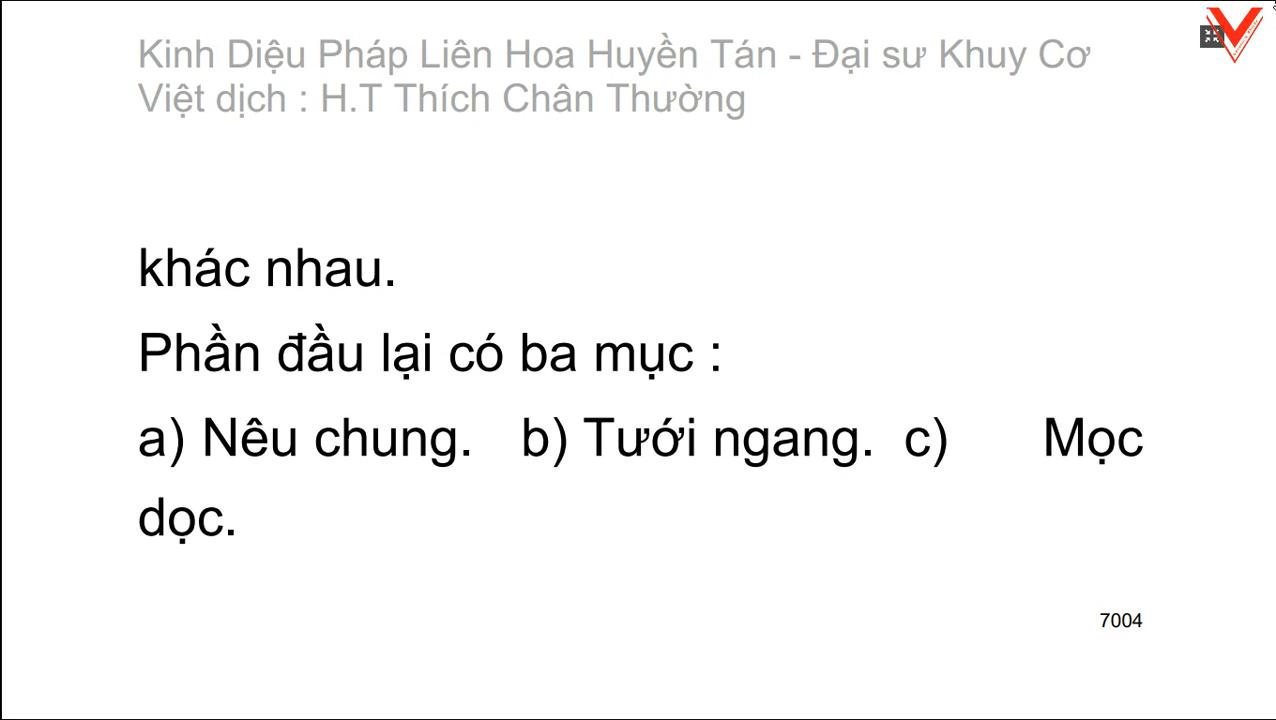 Kinh Diệu Pháp Liên Hoa Huyền Tán - Đại sư Khuy Cơ
Việt dịch : H.T Thích Chân Thường
khác nhau.
Phần đầu lại có ba mục :
a) Nêu chung. b) Tưới ngang. c) Mọc
dọc.
7004